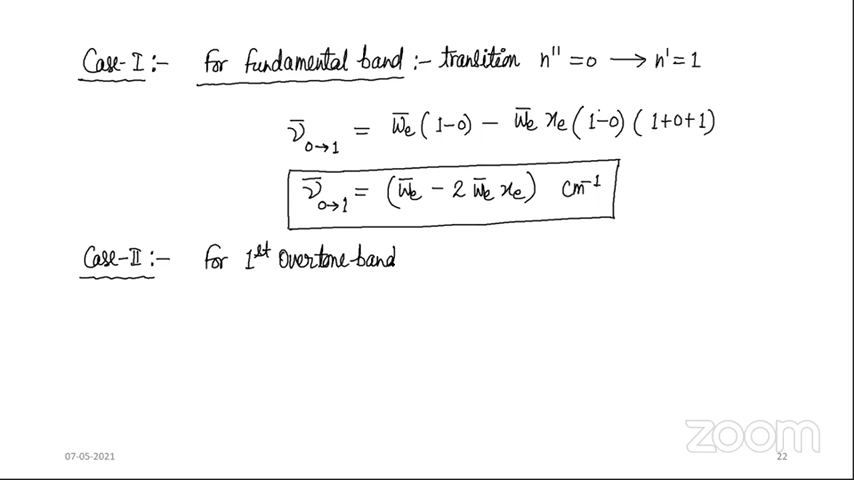 Case-I :- For fundamental band :- transition n'' = 0 → n' = 1
ν̄₀→₁ = w̄e (1-0) - w̄e xe (1-0) (1+0+1)
ν̄₀→₁ = (w̄e - 2 w̄e xe) cm⁻¹
Case-II :- For 1st Overtone band
zoom
07-05-2021
22